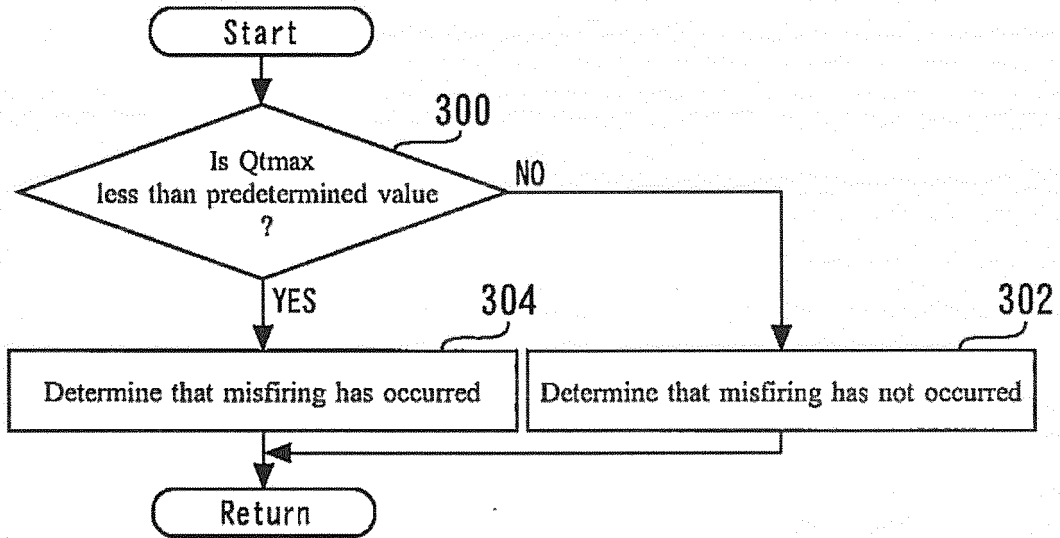 Start
300
Is Qtmax
less than predetermined value
?
NO
YES
304
302
Determine that misfiring has occurred
Determine that misfiring has not occurred
Return